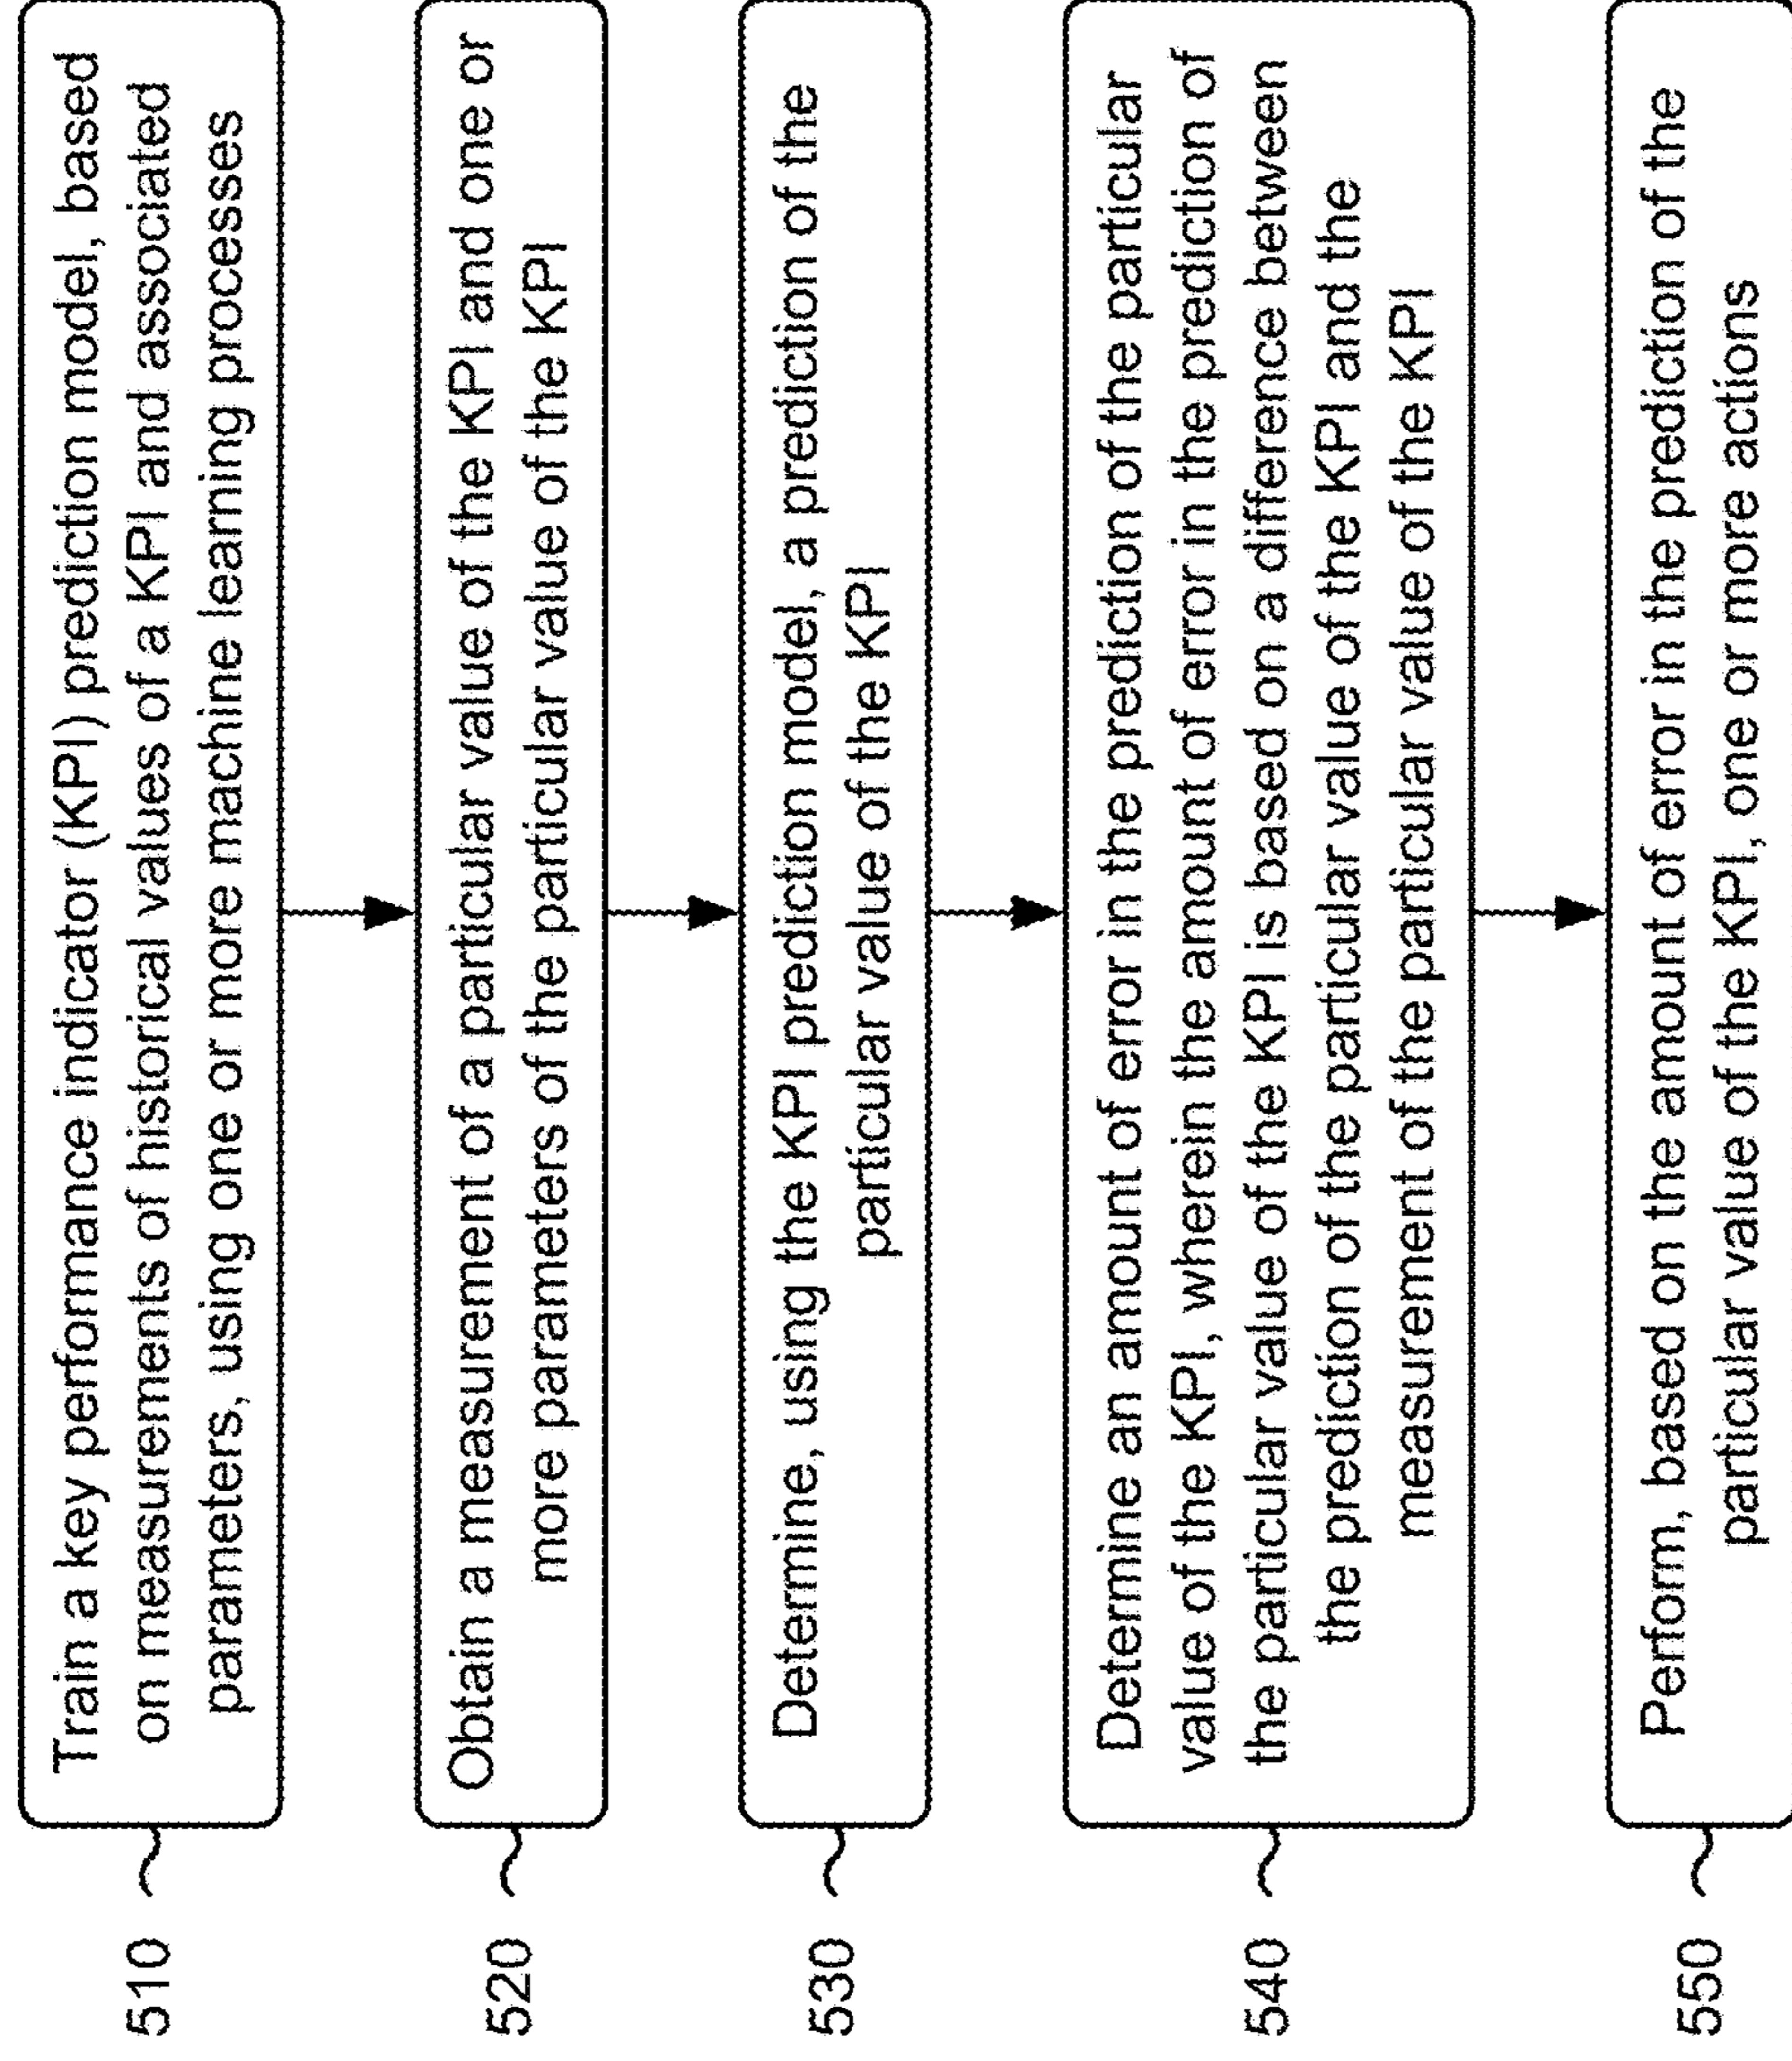 510
Train a key performance indicator (KPI) prediction model, based
on measurements of historical values of a KPI and associated
parameters, using one or more machine learning processes
520
Obtain a measurement of a particular value of the KPI and one or
more parameters of the particular value of the KPI
530
Determine, using the KPI prediction model, a prediction of the
particular value of the KPI
540
Determine an amount of error in the prediction of the particular
value of the KPI, wherein the amount of error in the prediction of
the particular value of the KPI is based on a difference between
the prediction of the particular value of the KPI and the
measurement of the particular value of the KPI
550
Perform, based on the amount of error in the prediction of the
particular value of the KPI, one or more actions